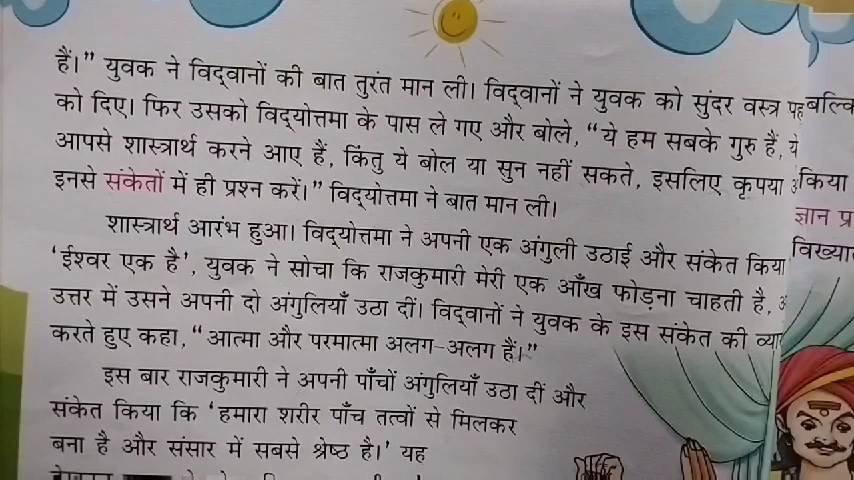 हैं।" युवक ने विद्‌वानों की बात तुरंत मान ली। विद्‌वानों ने युवक को सुंदर वस्त्र
को दिए। फिर उसको विद्‌योत्तमा के पास ले गए और बोले, "ये हम सबके गुरु हैं, ये
आपसे शास्त्रार्थ करने आए हैं, किंतु ये बोल या सुन नहीं सकते, इसलिए कृपया
इनसे संकेतों में ही प्रश्न करें।" विद्‌योत्तमा ने बात मान ली।
शास्त्रार्थ आरंभ हुआ। विद्‌योत्तमा ने अपनी एक अंगुली उठाई और संकेत किया
'ईश्वर एक है', युवक ने सोचा कि राजकुमारी मेरी एक आँख फोड़ना चाहती है,
उत्तर में उसने अपनी दो अंगुलियाँ उठा दीं। विद्‌वानों ने युवक के इस संकेत की
करते हुए कहा, "आत्मा और परमात्मा अलग-अलग हैं।"
इस बार राजकुमारी ने अपनी पाँचों अंगुलियाँ उठा दीं और
संकेत किया कि 'हमारा शरीर पाँच तत्वों से मिलकर
बना है और संसार में सबसे श्रेष्ठ है।' यह
किया
ज्ञान